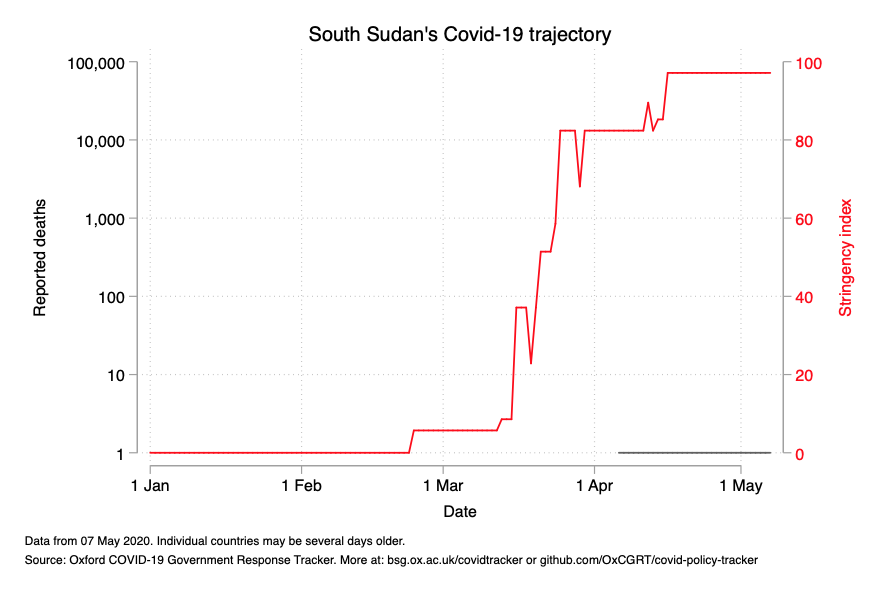 South Sudan's Covid-19 trajectory
100,000
10,000
1,000
100
10
1
Reported deaths
100
80
60
40
20
0
Stringency index
1 Jan
1 Feb
1 Mar
1 Apr
1 May
Date
Data from 07 May 2020. Individual countries may be several days older.
Source: Oxford COVID-19 Government Response Tracker. More at: bsg.ox.ac.uk/covidtracker or github.com/OxCGRT/covid-policy-tracker